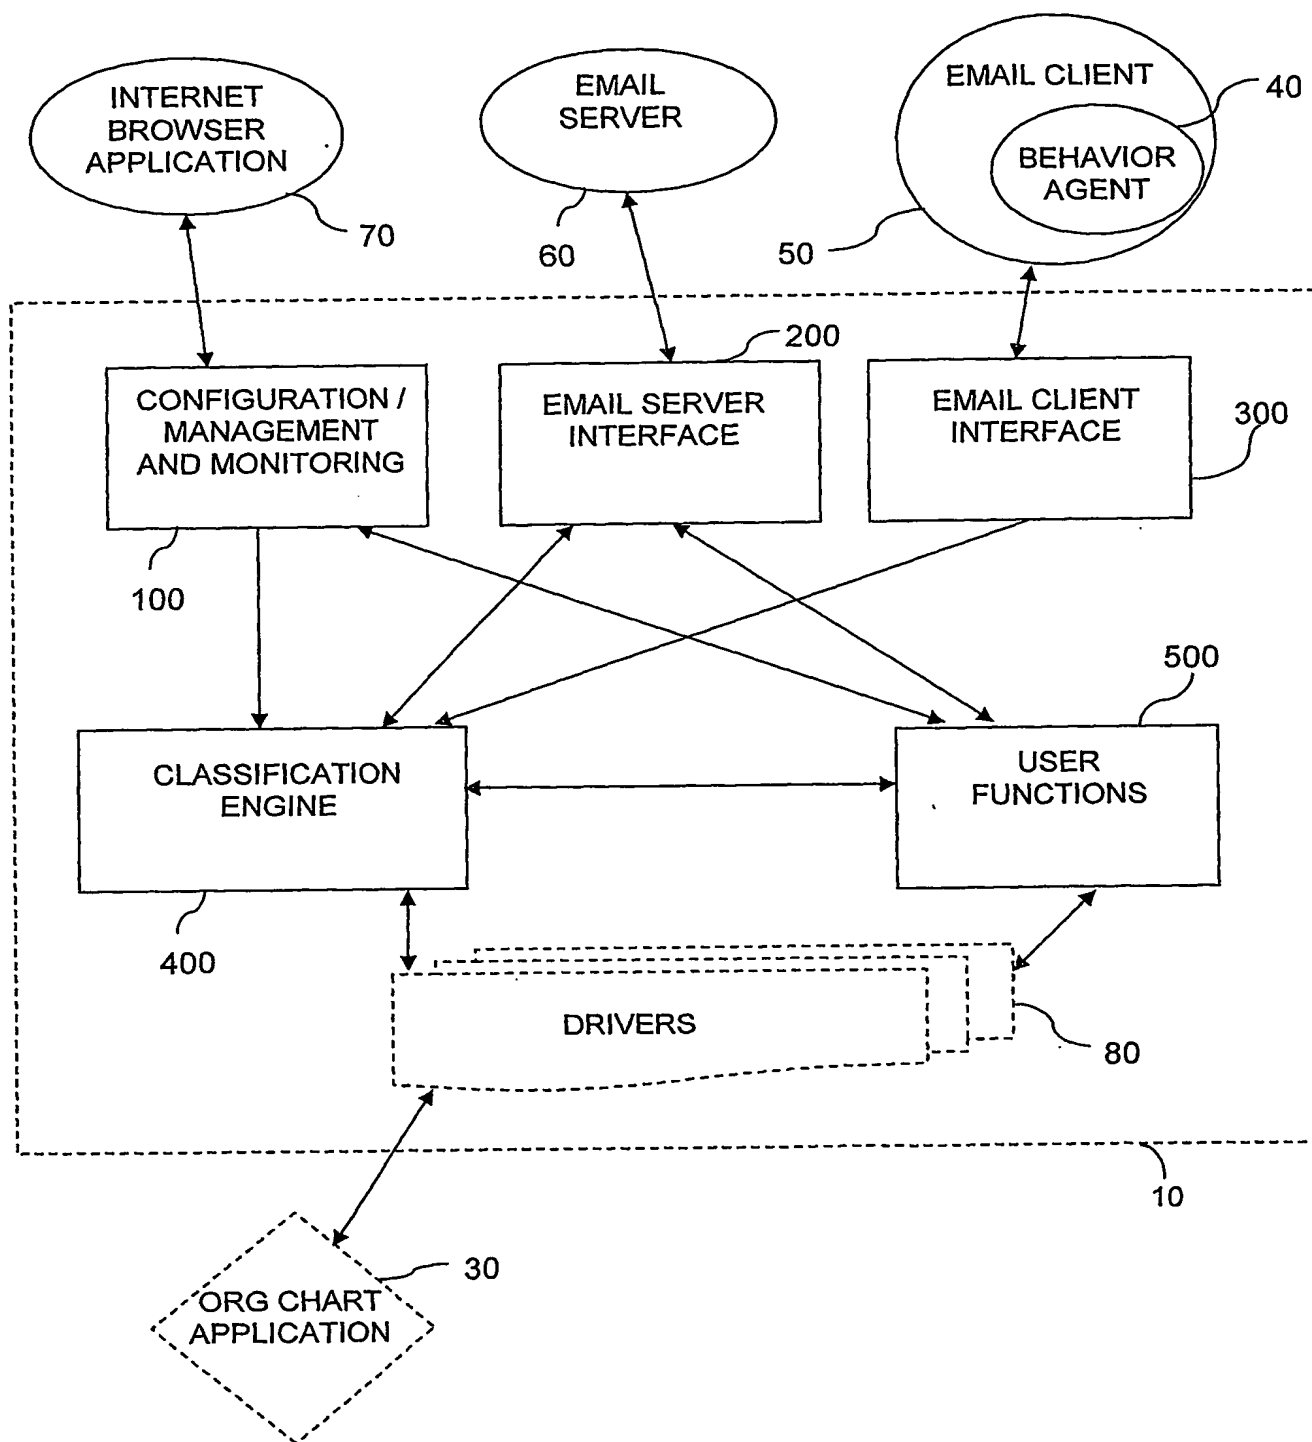 INTERNET
BROWSER
APPLICATION
70
EMAIL
SERVER
60
EMAIL CLIENT
40
BEHAVIOR
AGENT
50
CONFIGURATION /
MANAGEMENT
AND MONITORING
100
200
EMAIL SERVER
INTERFACE
EMAIL CLIENT
INTERFACE
300
CLASSIFICATION
ENGINE
400
500
USER
FUNCTIONS
DRIVERS
80
10
ORG CHART
APPLICATION
30